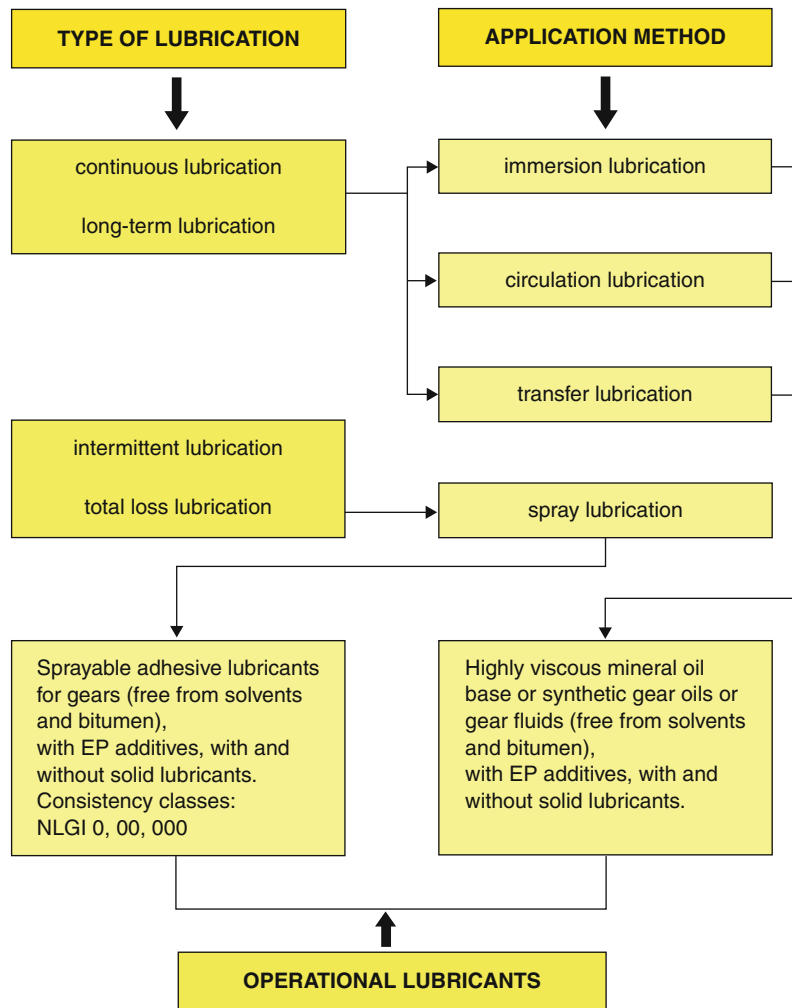 TYPE OF LUBRICATION
APPLICATION METHOD
continuous lubrication
long-term lubrication
immersion lubrication
circulation lubrication
transfer lubrication
intermittent lubrication
total loss lubrication
spray lubrication
Sprayable adhesive lubricants
for gears (free from solvents
and bitumen),
with EP additives, with and
without solid lubricants.
Consistency classes:
NLGI 0, 00, 000
Highly viscous mineral oil
base or synthetic gear oils or
gear fluids (free from solvents
and bitumen),
with EP additives, with and
without solid lubricants.
OPERATIONAL LUBRICANTS